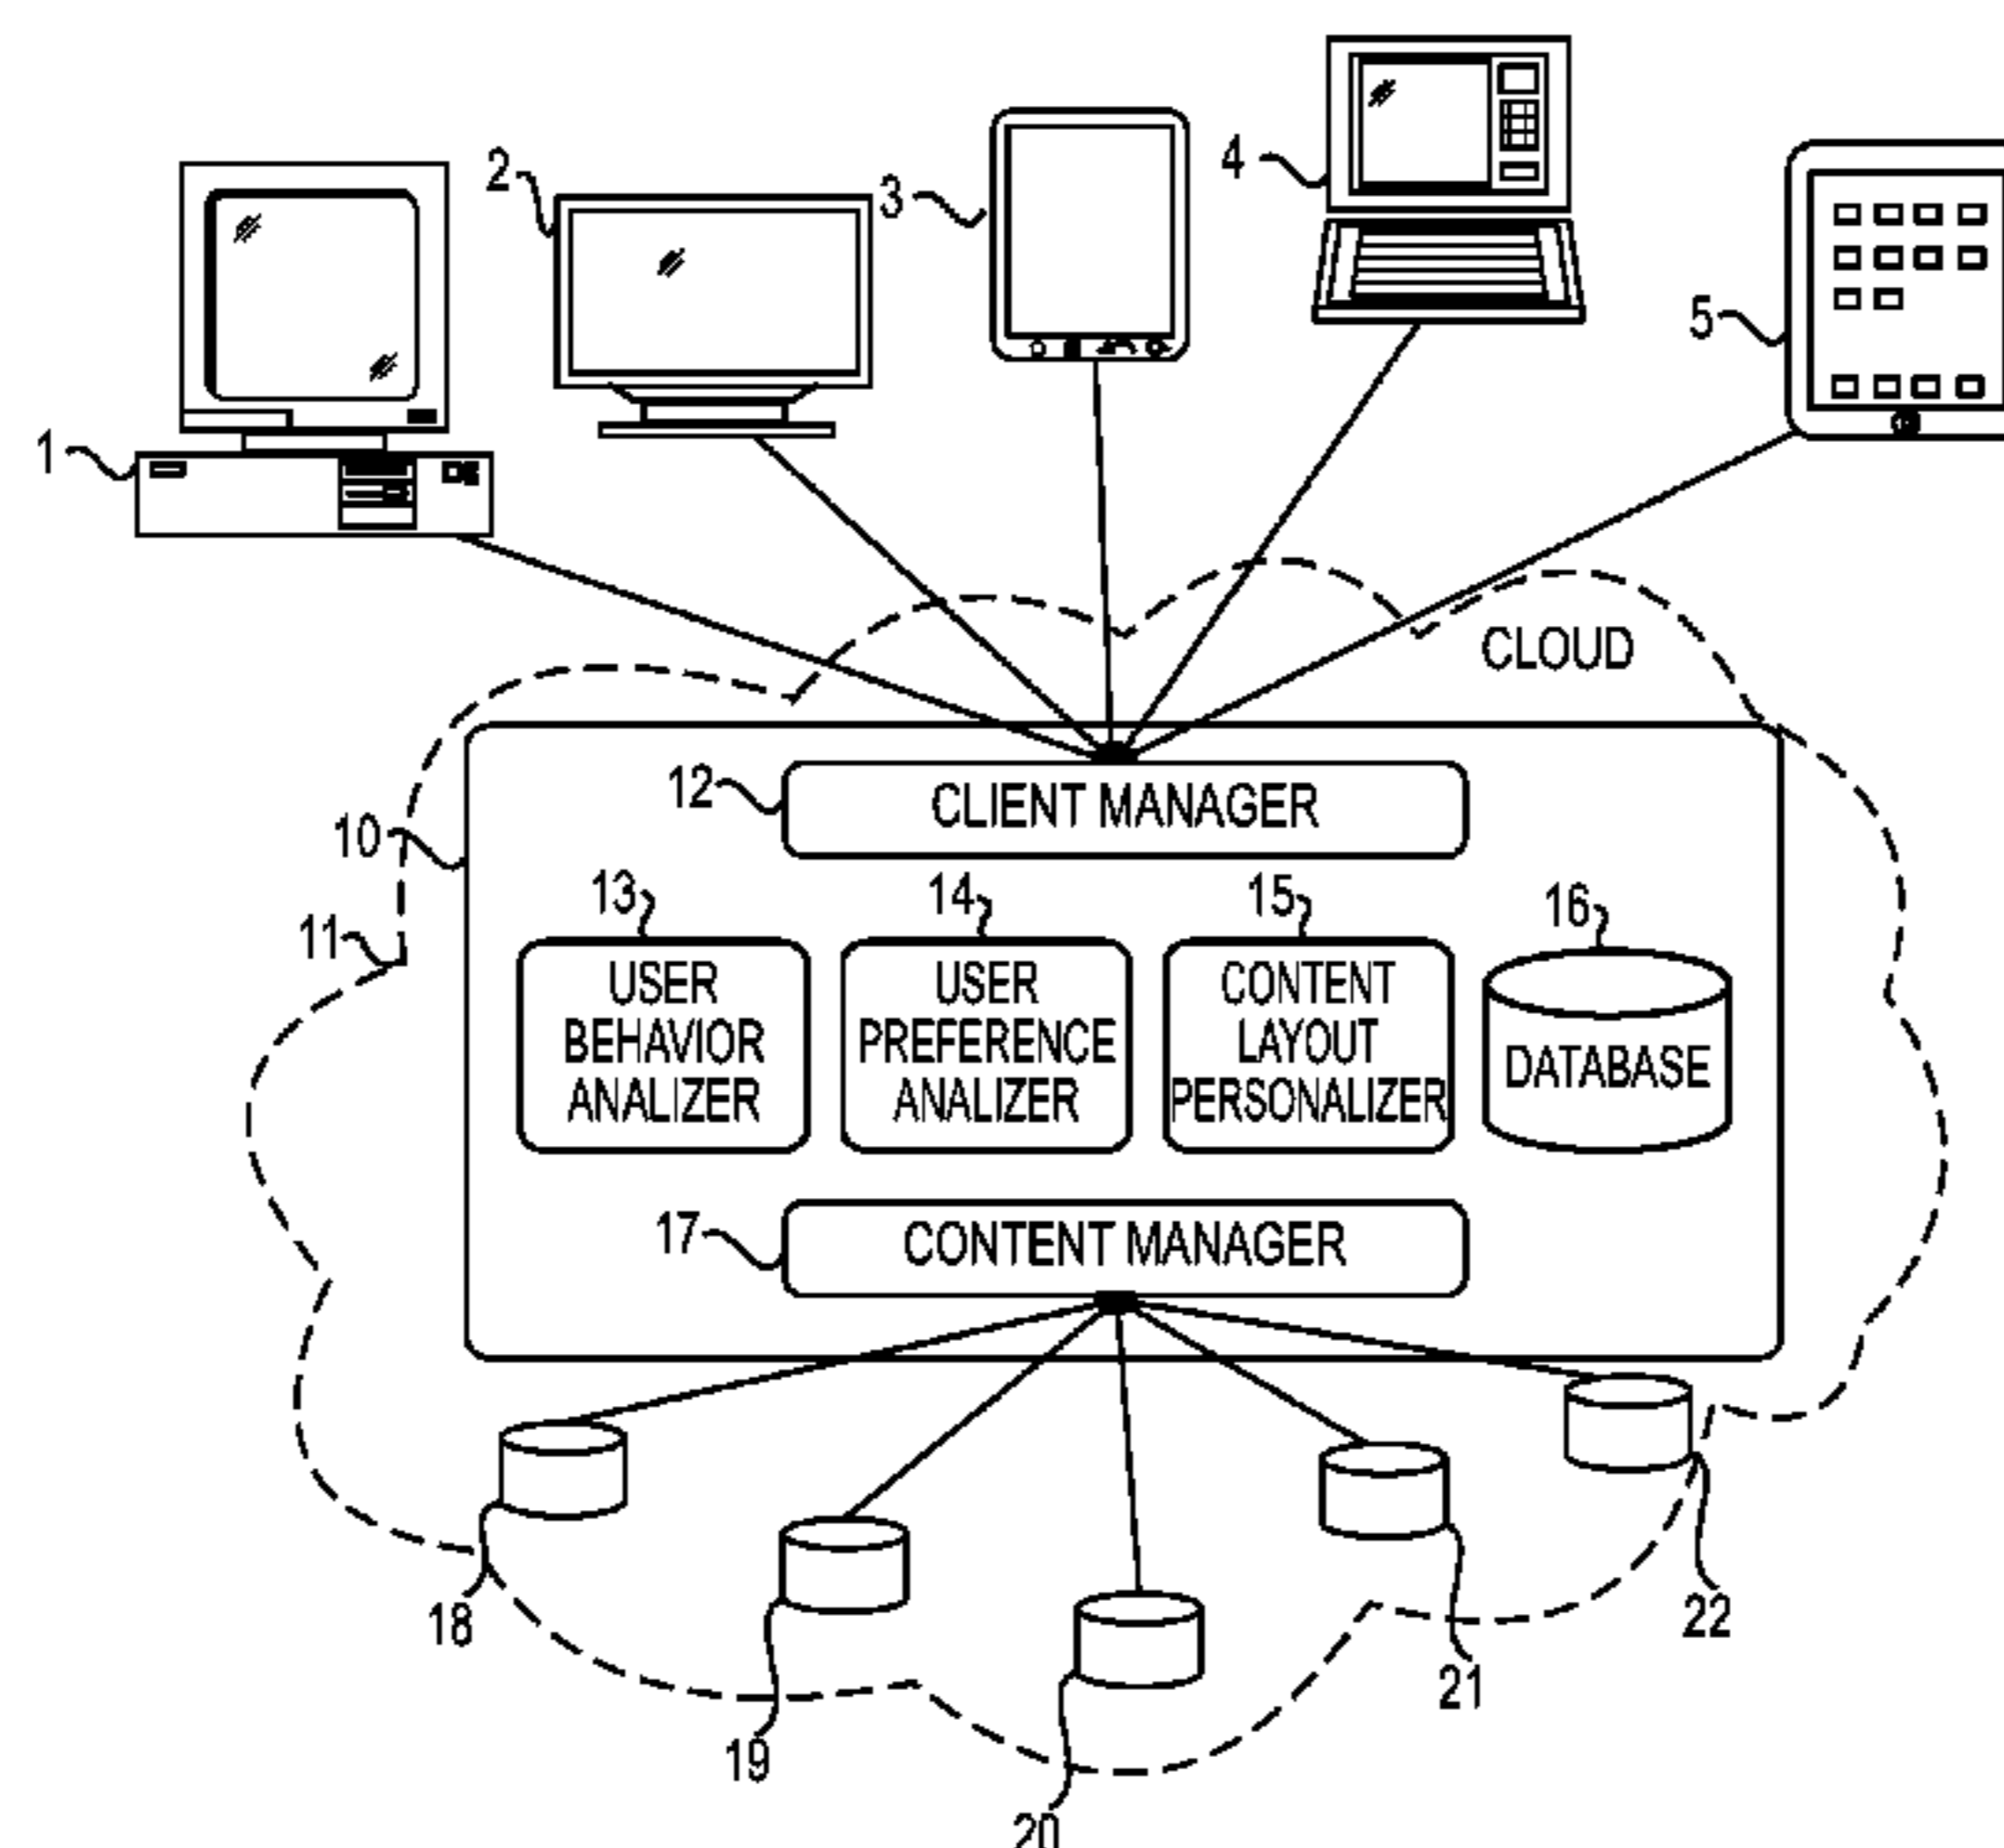 4
2
3
5
1
CLOUD
12
CLIENT MANAGER
10
13
14
15
16
11
USER
BEHAVIOR
ANALIZER
USER
PREFERENCE
ANALIZER
CONTENT
LAYOUT
PERSONALIZER
DATABASE
17
CONTENT MANAGER
18
22
21
19
20